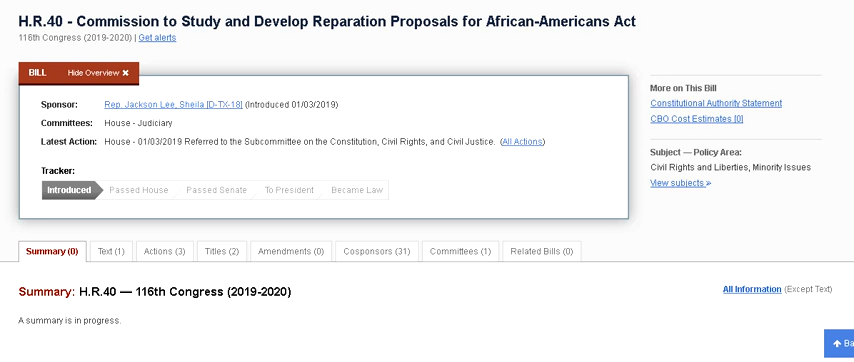 H.R.40 - Commission to Study and Develop Reparation Proposals for African-Americans Act
116th Congress (2019-2020) | Get alerts
BILL Hide Overview ✖
Sponsor: Rep. Jackson Lee, Sheila [D-TX-18] (Introduced 01/03/2019)
Committees: House - Judiciary
Latest Action: House - 01/03/2019 Referred to the Subcommittee on the Constitution, Civil Rights, and Civil Justice. (All Actions)
Tracker:
Introduced Passed House Passed Senate To President Became Law
More on This Bill
Constitutional Authority Statement
CBO Cost Estimates [0]
Subject — Policy Area:
Civil Rights and Liberties, Minority Issues
View subjects »
Summary (0) Text (1) Actions (3) Titles (2) Amendments (0) Cosponsors (31) Committees (1) Related Bills (0)
Summary: H.R.40 — 116th Congress (2019-2020)
All Information (Except Text)
A summary is in progress.
Ba